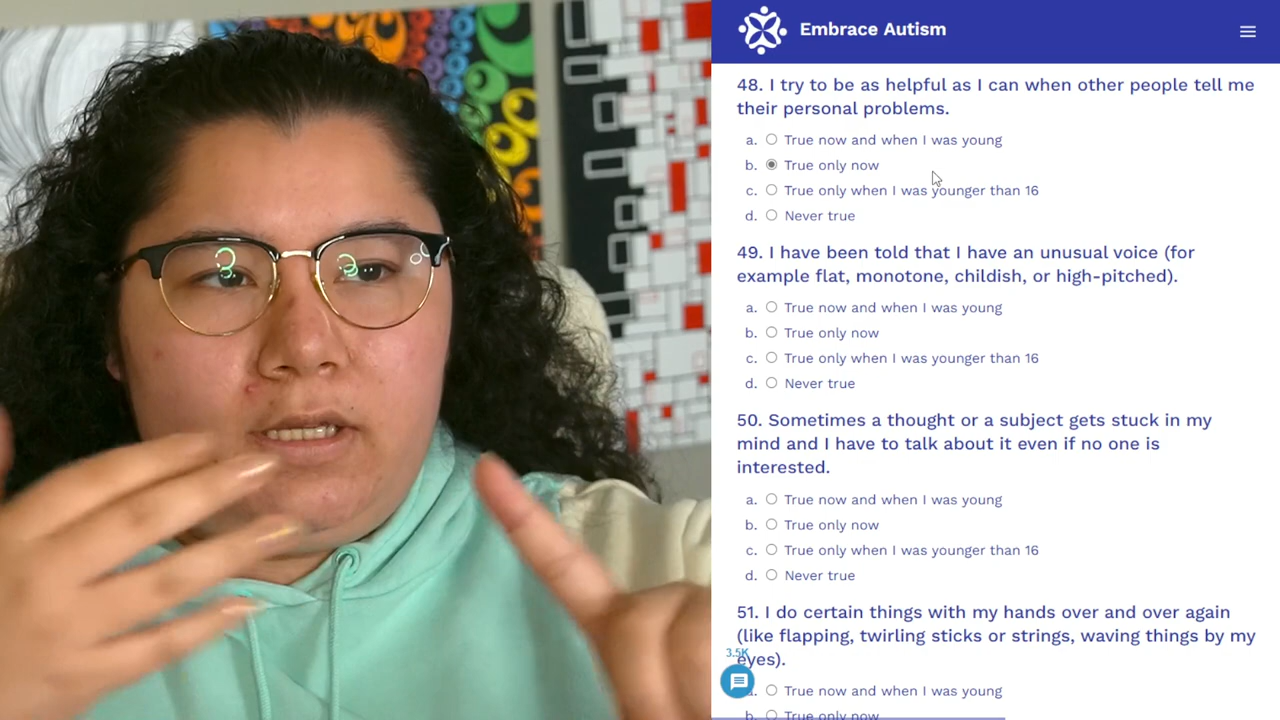 Embrace Autism
48. I try to be as helpful as I can when other people tell me
their personal problems.
a. True now and when I was young
b. True only now
c. True only when I was younger than 16
d. Never true
49. I have been told that I have an unusual voice (for
example flat, monotone, childish, or high-pitched).
a. True now and when I was young
b. True only now
c. True only when I was younger than 16
d. Never true
50. Sometimes a thought or a subject gets stuck in my
mind and I have to talk about it even if no one is
interested.
a. True now and when I was young
b. True only now
c. True only when I was younger than 16
d. Never true
51. I do certain things with my hands over and over again
(like flapping, twirling sticks or strings, waving things by my
3.5K
eyes).
a. True now and when I was young
b. True only now